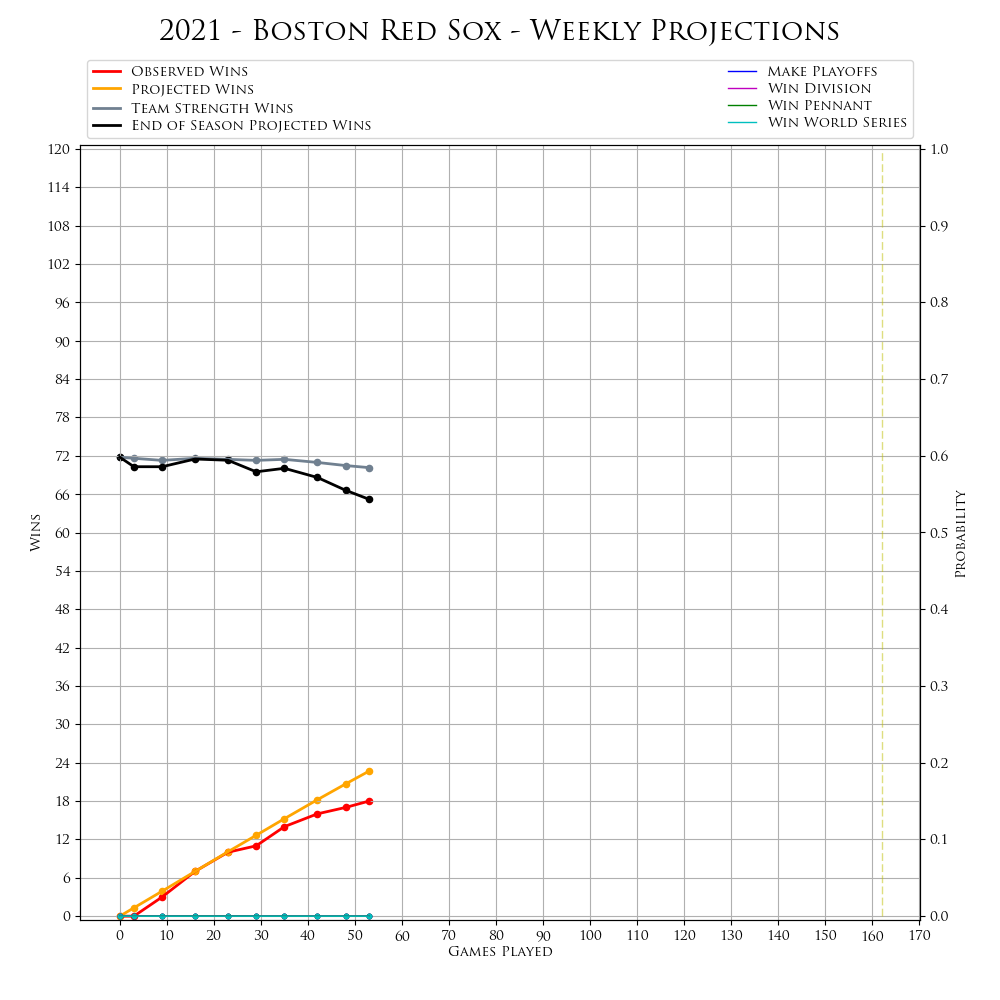 2021 - Boston Red Sox - Weekly Projections
Observed Wins
Projected Wins
Team Strength Wins
End of Season Projected Wins
Make Playoffs
Win Division
Win Pennant
Win World Series
120
114
108
102
96
90
84
78
72
66
60
54
48
42
36
30
24
18
12
6
0
Wins
1.0
0.9
0.8
0.7
0.6
0.5
0.4
0.3
0.2
0.1
0.0
Probability
0 10 20 30 40 50 60 70 80 90 100 110 120 130 140 150 160 170
Games Played